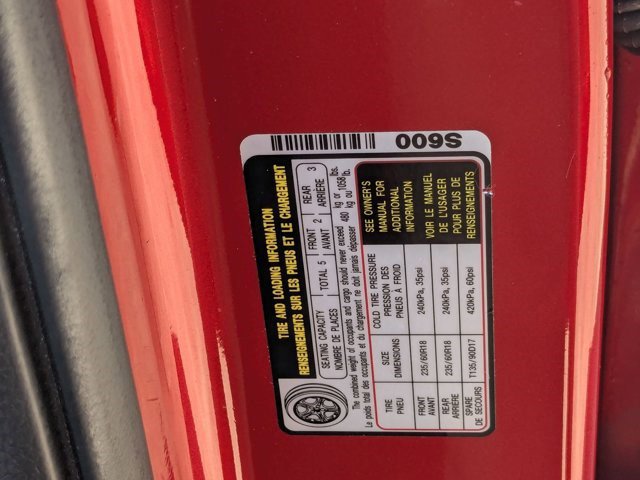 S600
TIRE AND LOADING INFORMATION
RENSEIGNEMENTS SUR LES PNEUS ET LE CHARGEMENT
SEATING CAPACITY TOTAL 5 FRONT 2 REAR 3
NOMBRE DE PLACES AVANT ARRIÈRE
The combined weight of occupants and cargo should never exceed 480 kg or 1058 lbs.
Le poids total des occupants et du chargement ne doit jamais dépasser kg ou lb.
TIRE SIZE COLD TIRE PRESSURE
PNEU DIMENSIONS PRESSION DES PNEUS À FROID
FRONT 235/60R18 240kPa, 35psi
AVANT
REAR 235/60R18 240kPa, 35psi
ARRIÈRE
SPARE T135/90D17 420kPa, 60psi
DE SECOURS
SEE OWNER'S
MANUAL FOR
ADDITIONAL
INFORMATION
VOIR LE MANUEL
DE L'USAGER
POUR PLUS DE
RENSEIGNEMENTS